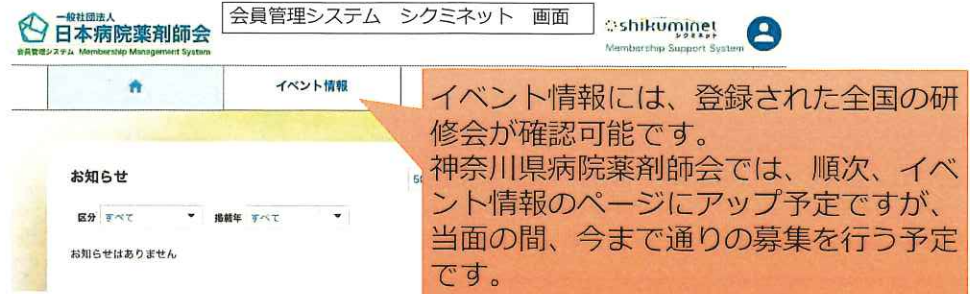 一般社団法人
日本病院薬剤師会
会員管理システム Membership Management System
会員管理システム シクミネット 画面
shikuminet
シクミネット
Membership Support System
イベント情報
お知らせ
区分 すべて 掲載年 すべて
お知らせはありません
イベント情報には、登録された全国の研
修会が確認可能です。
神奈川県病院薬剤師会では、順次、イベ
ント情報のページにアップ予定ですが、
当面の間、今まで通りの募集を行う予定
です。